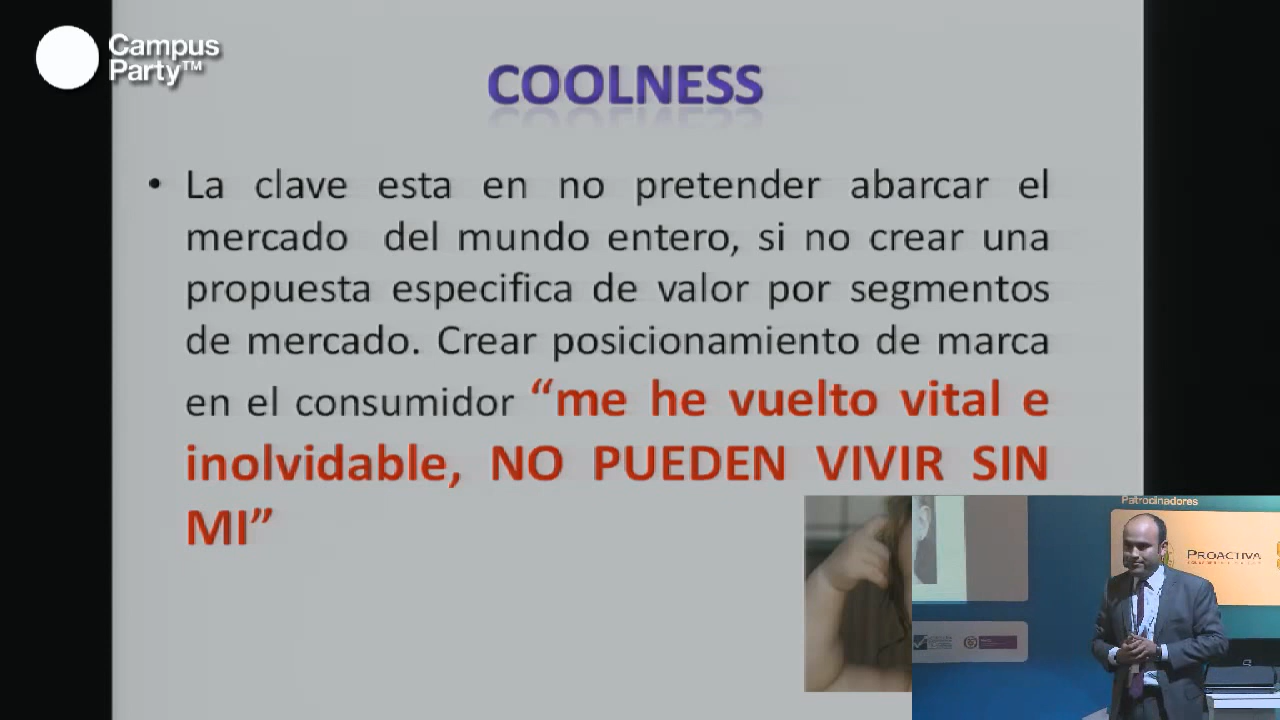 Campus
Party™
COOLNESS
• La clave esta en no pretender abarcar el
mercado del mundo entero, si no crear una
propuesta especifica de valor por segmentos
de mercado. Crear posicionamiento de marca
en el consumidor “me he vuelto vital e
inolvidable, NO PUEDEN VIVIR SIN
MI”
Patrocinadores
PROACTIVA